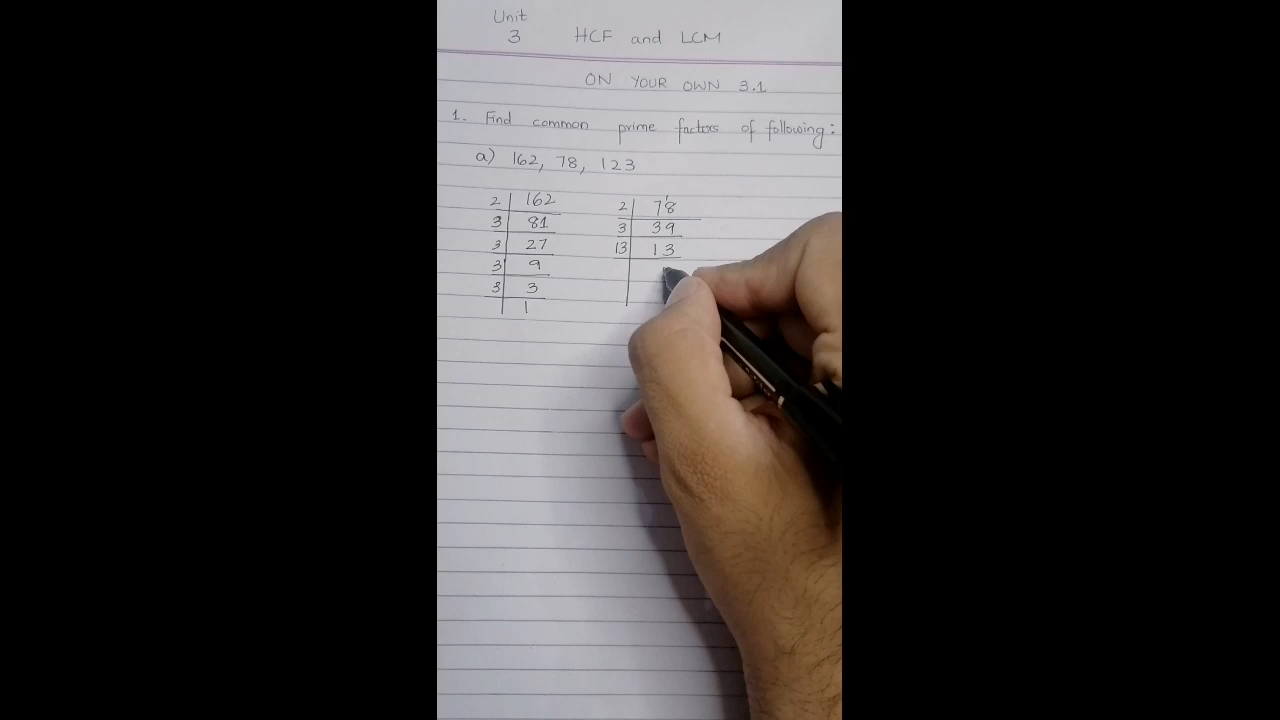 Unit
3 HCF and LCM
ON YOUR OWN 3.1
1. Find common prime factors of following:
a) 162, 78, 123
2 162
3 81
3 27
3 9
3 3
1
2 718
3 39
13 13